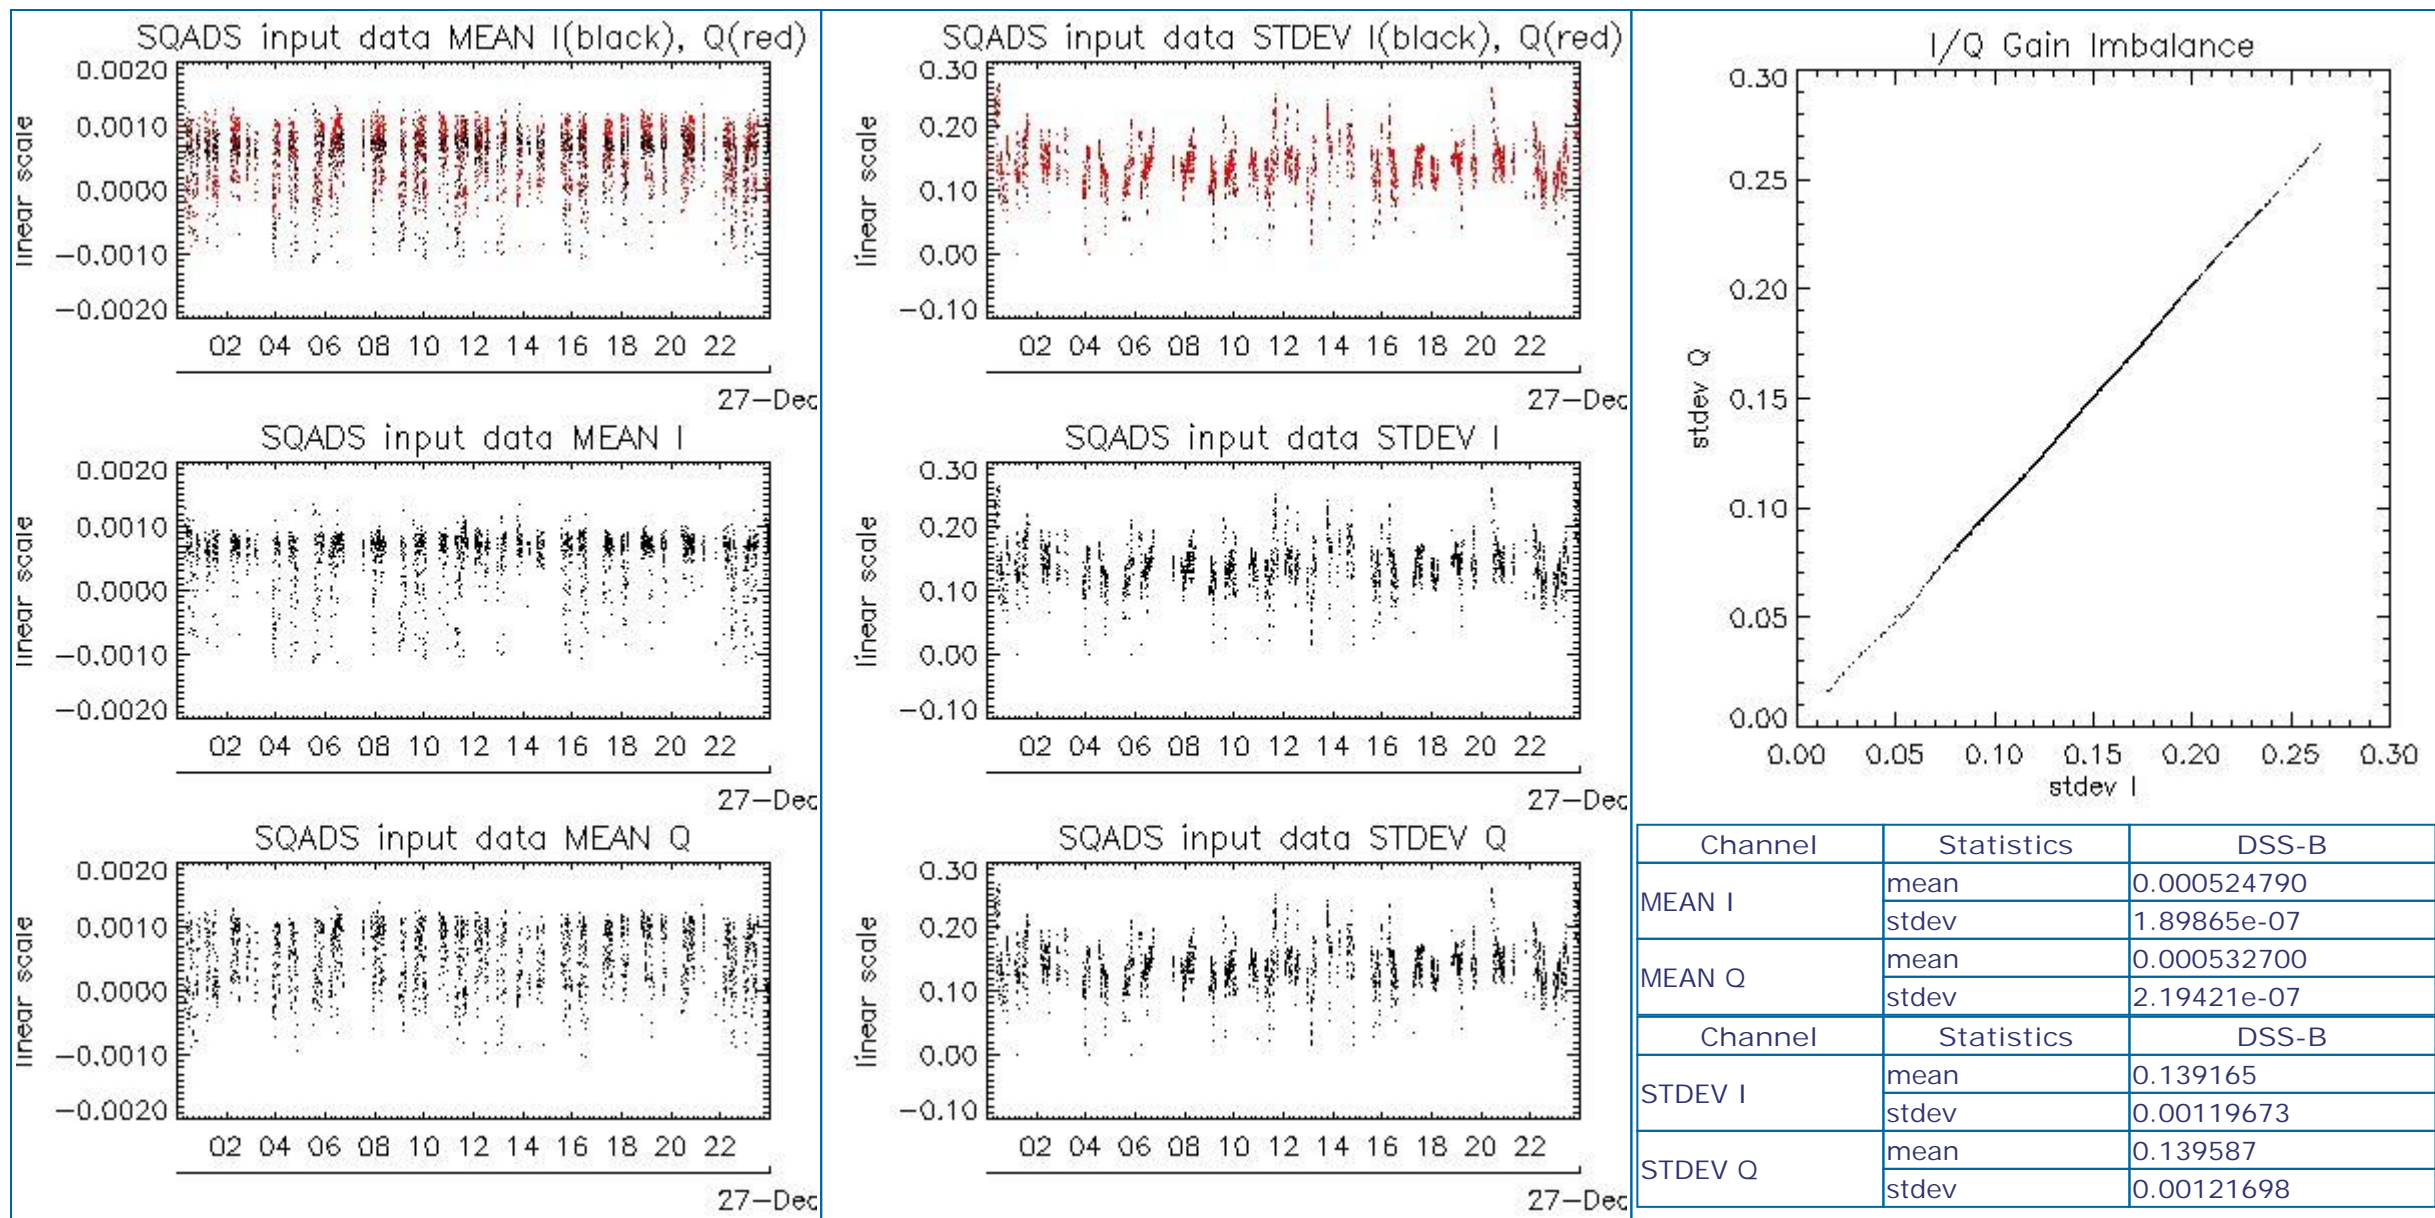 SQADS input data MEAN I(black), Q(red)
0.0020
0.0010
0.0000
−0.0010
−0.0020
linear scale
02 04 06 08 10 12 14 16 18 20 22
27−Dec
SQADS input data MEAN I
0.0020
0.0010
0.0000
−0.0010
−0.0020
linear scale
02 04 06 08 10 12 14 16 18 20 22
27−Dec
SQADS input data MEAN Q
0.0020
0.0010
0.0000
−0.0010
−0.0020
linear scale
02 04 06 08 10 12 14 16 18 20 22
27−Dec
SQADS input data STDEV I(black), Q(red)
0.30
0.20
0.10
0.00
−0.10
linear scale
02 04 06 08 10 12 14 16 18 20 22
27−Dec
SQADS input data STDEV I
0.30
0.20
0.10
0.00
−0.10
linear scale
02 04 06 08 10 12 14 16 18 20 22
27−Dec
SQADS input data STDEV Q
0.30
0.20
0.10
0.00
−0.10
linear scale
02 04 06 08 10 12 14 16 18 20 22
27−Dec
I/Q Gain Imbalance
0.30
0.25
0.20
0.15
0.10
0.05
0.00
stdev Q
0.00 0.05 0.10 0.15 0.20 0.25 0.30
stdev I
Channel Statistics DSS-B
MEAN I mean 0.000524790
stdev 1.89865e-07
MEAN Q mean 0.000532700
stdev 2.19421e-07
Channel Statistics DSS-B
STDEV I mean 0.139165
stdev 0.00119673
STDEV Q mean 0.139587
stdev 0.00121698